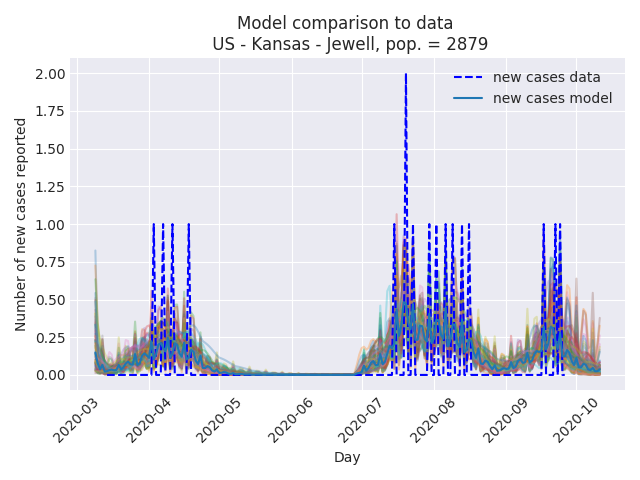 Model comparison to data
US - Kansas - Jewell, pop. = 2879
2.00
1.75
1.50
1.25
1.00
0.75
0.50
0.25
0.00
Number of new cases reported
new cases data
new cases model
2020-03
2020-04
2020-05
2020-06
2020-07
2020-08
2020-09
2020-10
Day